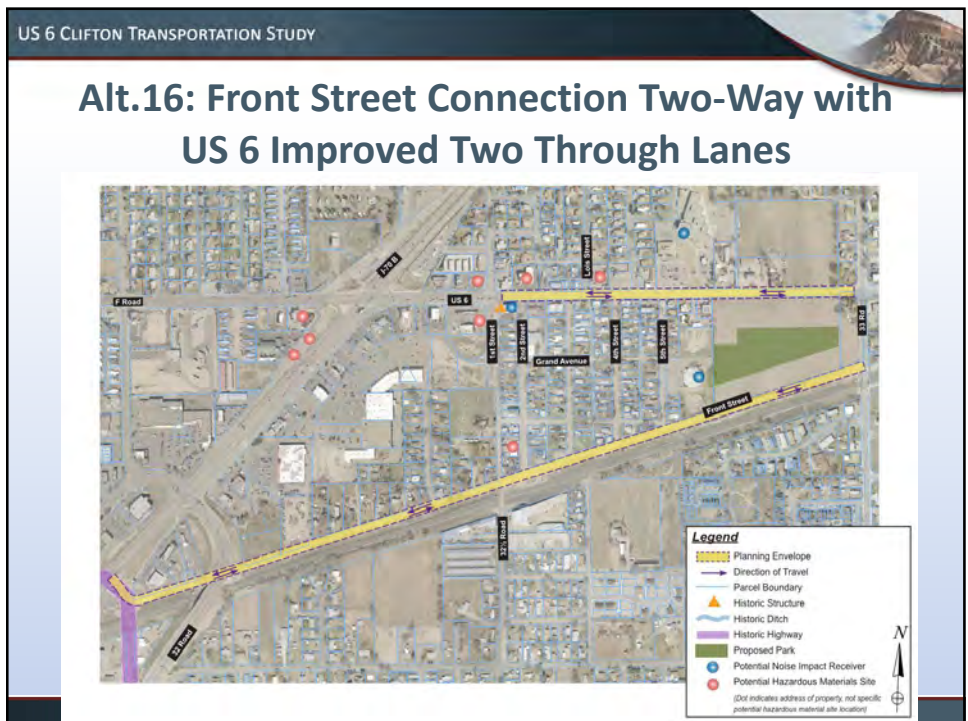 US 6 CLIFTON TRANSPORTATION STUDY
Alt.16: Front Street Connection Two-Way with
US 6 Improved Two Through Lanes
I-70 B
Lois Street
F Road
US 6
33 Rd
1st Street
2nd Street
4th Street
5th Street
Grand Avenue
Front Street
32½ Road
32 Road
Legend
Planning Envelope
Direction of Travel
Parcel Boundary
Historic Structure
Historic Ditch
Historic Highway
Proposed Park
Potential Noise Impact Receiver
Potential Hazardous Materials Site
(Dot indicates address of property, not specific
potential hazardous material site location)
N